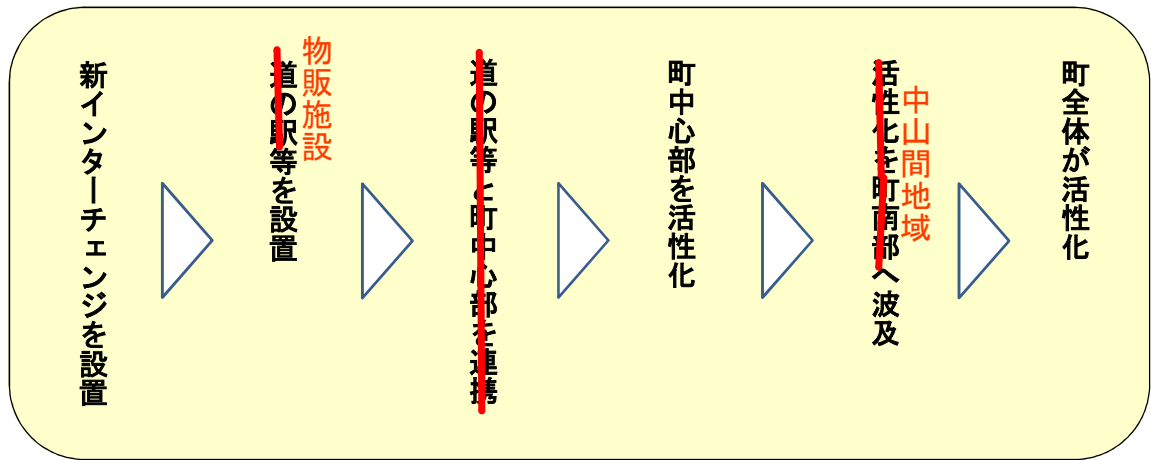 新インターチェンジを設置
道の駅等を設置
物販施設
道の駅等と町中心部を連携
町中心部を活性化
活性化を町南部へ波及
中山間地域
町全体が活性化